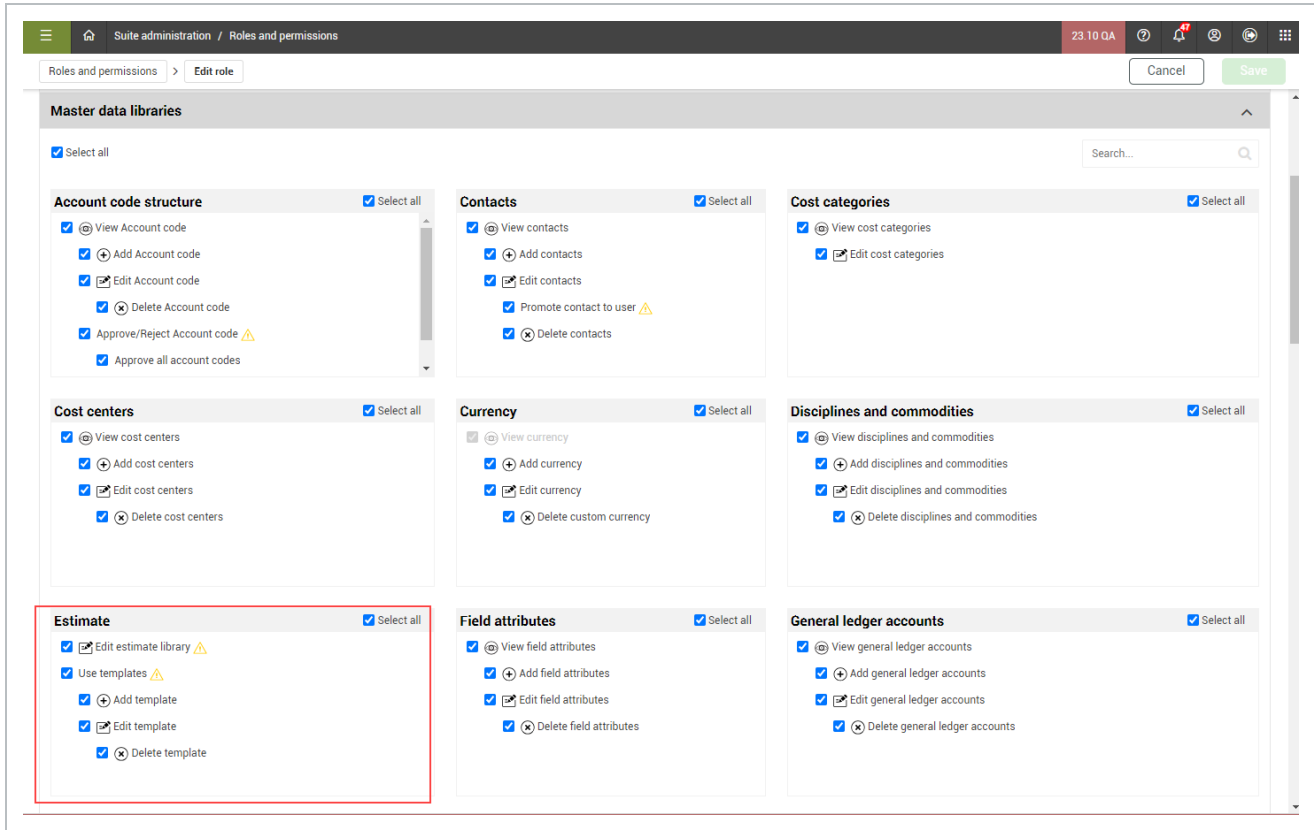 Suite administration / Roles and permissions
23.10 QA
47
Roles and permissions > Edit role
Cancel
Save
Master data libraries
Select all
Search...
Account code structure
Select all
View Account code
Add Account code
Edit Account code
Delete Account code
Approve/Reject Account code
Approve all account codes
Contacts
Select all
View contacts
Add contacts
Edit contacts
Promote contact to user
Delete contacts
Cost categories
Select all
View cost categories
Edit cost categories
Cost centers
Select all
View cost centers
Add cost centers
Edit cost centers
Delete cost centers
Currency
Select all
View currency
Add currency
Edit currency
Delete custom currency
Disciplines and commodities
Select all
View disciplines and commodities
Add disciplines and commodities
Edit disciplines and commodities
Delete disciplines and commodities
Estimate
Select all
Edit estimate library
Use templates
Add template
Edit template
Delete template
Field attributes
Select all
View field attributes
Add field attributes
Edit field attributes
Delete field attributes
General ledger accounts
Select all
View general ledger accounts
Add general ledger accounts
Edit general ledger accounts
Delete general ledger accounts